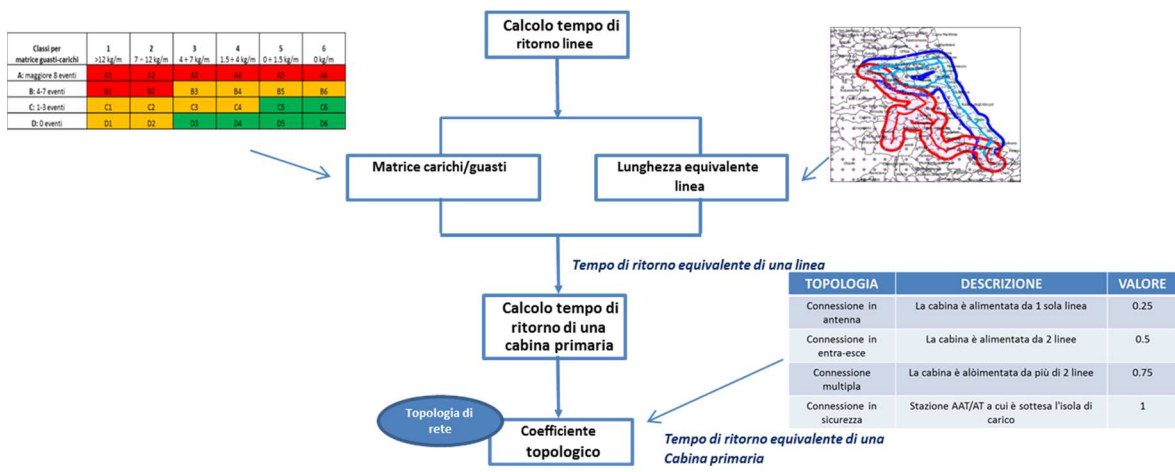 Calcolo tempo di
ritorno linee
Classi per
matrice guasti-carichi
1
>12 kg/m
2
7 ÷ 12 kg/m
3
4 ÷ 7 kg/m
4
1.5 ÷ 4 kg/m
5
0 ÷ 1.5 kg/m
6
0 kg/m
A: maggiore 8 eventi A1 A2 A3 A4 A5 A6
B: 4-7 eventi B1 B2 B3 B4 B5 B6
C: 1-3 eventi C1 C2 C3 C4 C5 C6
D: 0 eventi D1 D2 D3 D4 D5 D6
Matrice carichi/guasti
Lunghezza equivalente
linea
Tempo di ritorno equivalente di una linea
Calcolo tempo di
ritorno di una
cabina primaria
TOPOLOGIA DESCRIZIONE VALORE
Connessione in
antenna
La cabina è alimentata da 1 sola linea
0.25
Connessione in
entra-esce
La cabina è alimentata da 2 linee
0.5
Connessione
multipla
La cabina è alòimentata da più di 2 linee
0.75
Connessione in
sicurezza
Stazione AAT/AT a cui è sottesa l'isola di
carico
1
Topologia di
rete
Coefficiente
topologico
Tempo di ritorno equivalente di una
Cabina primaria